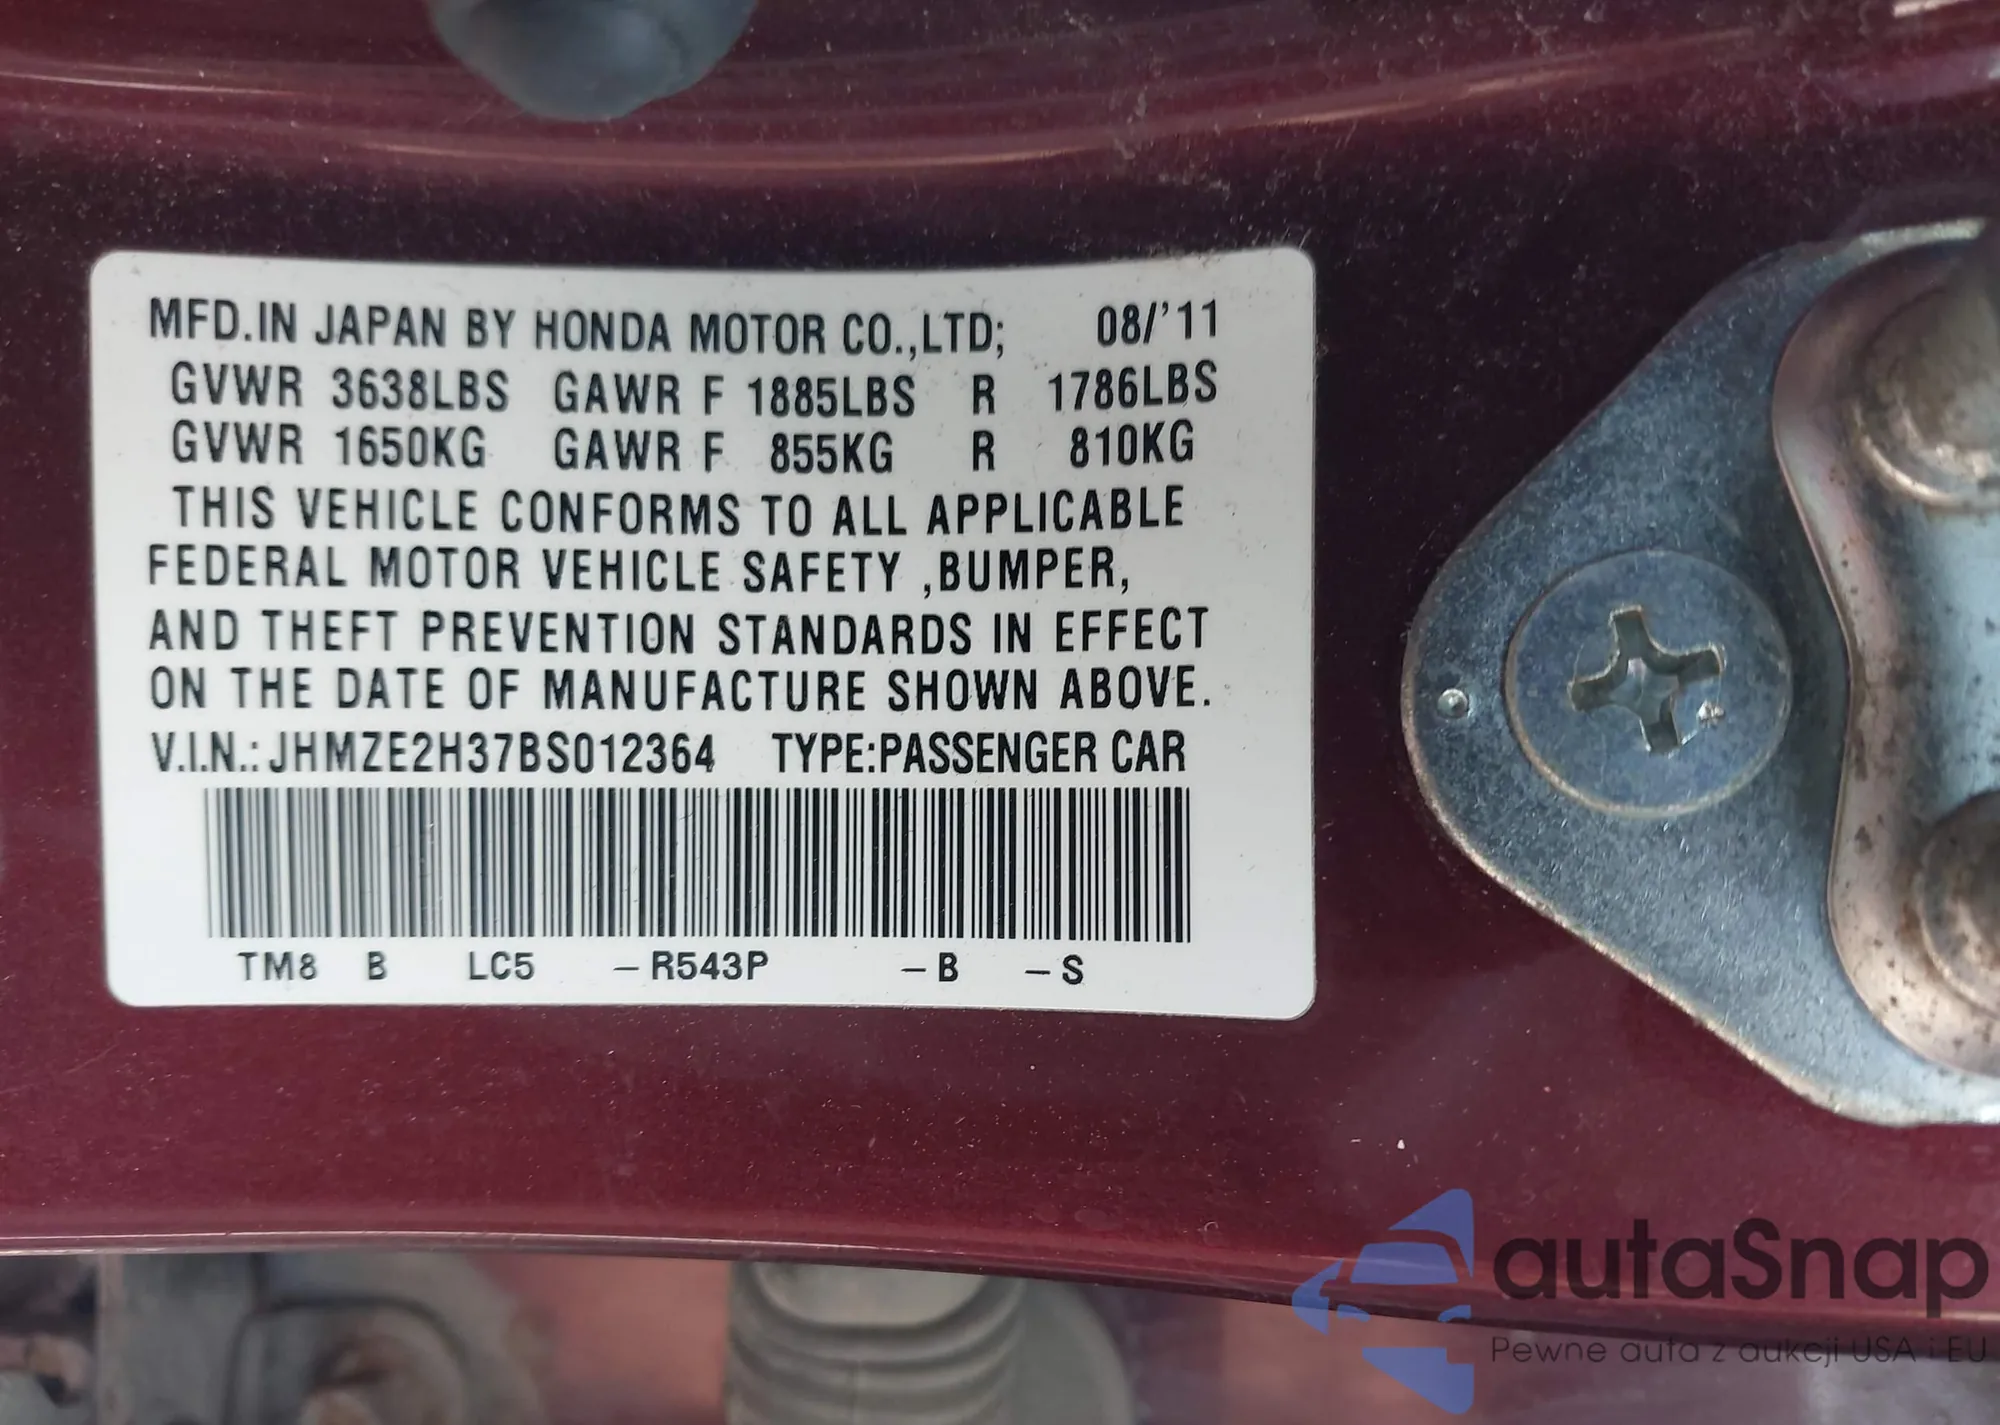 MFD.IN JAPAN BY HONDA MOTOR CO.,LTD; 08/'11
GVWR 3638LBS GAWR F 1885LBS R 1786LBS
GVWR 1650KG GAWR F 855KG R 810KG
THIS VEHICLE CONFORMS TO ALL APPLICABLE
FEDERAL MOTOR VEHICLE SAFETY ,BUMPER,
AND THEFT PREVENTION STANDARDS IN EFFECT
ON THE DATE OF MANUFACTURE SHOWN ABOVE.
V.I.N.: JHMZE2H37BS012364 TYPE:PASSENGER CAR
TM8 B LC5 – R543P – B – S
autaSnap
Pewne auta z aukcji USA i EU